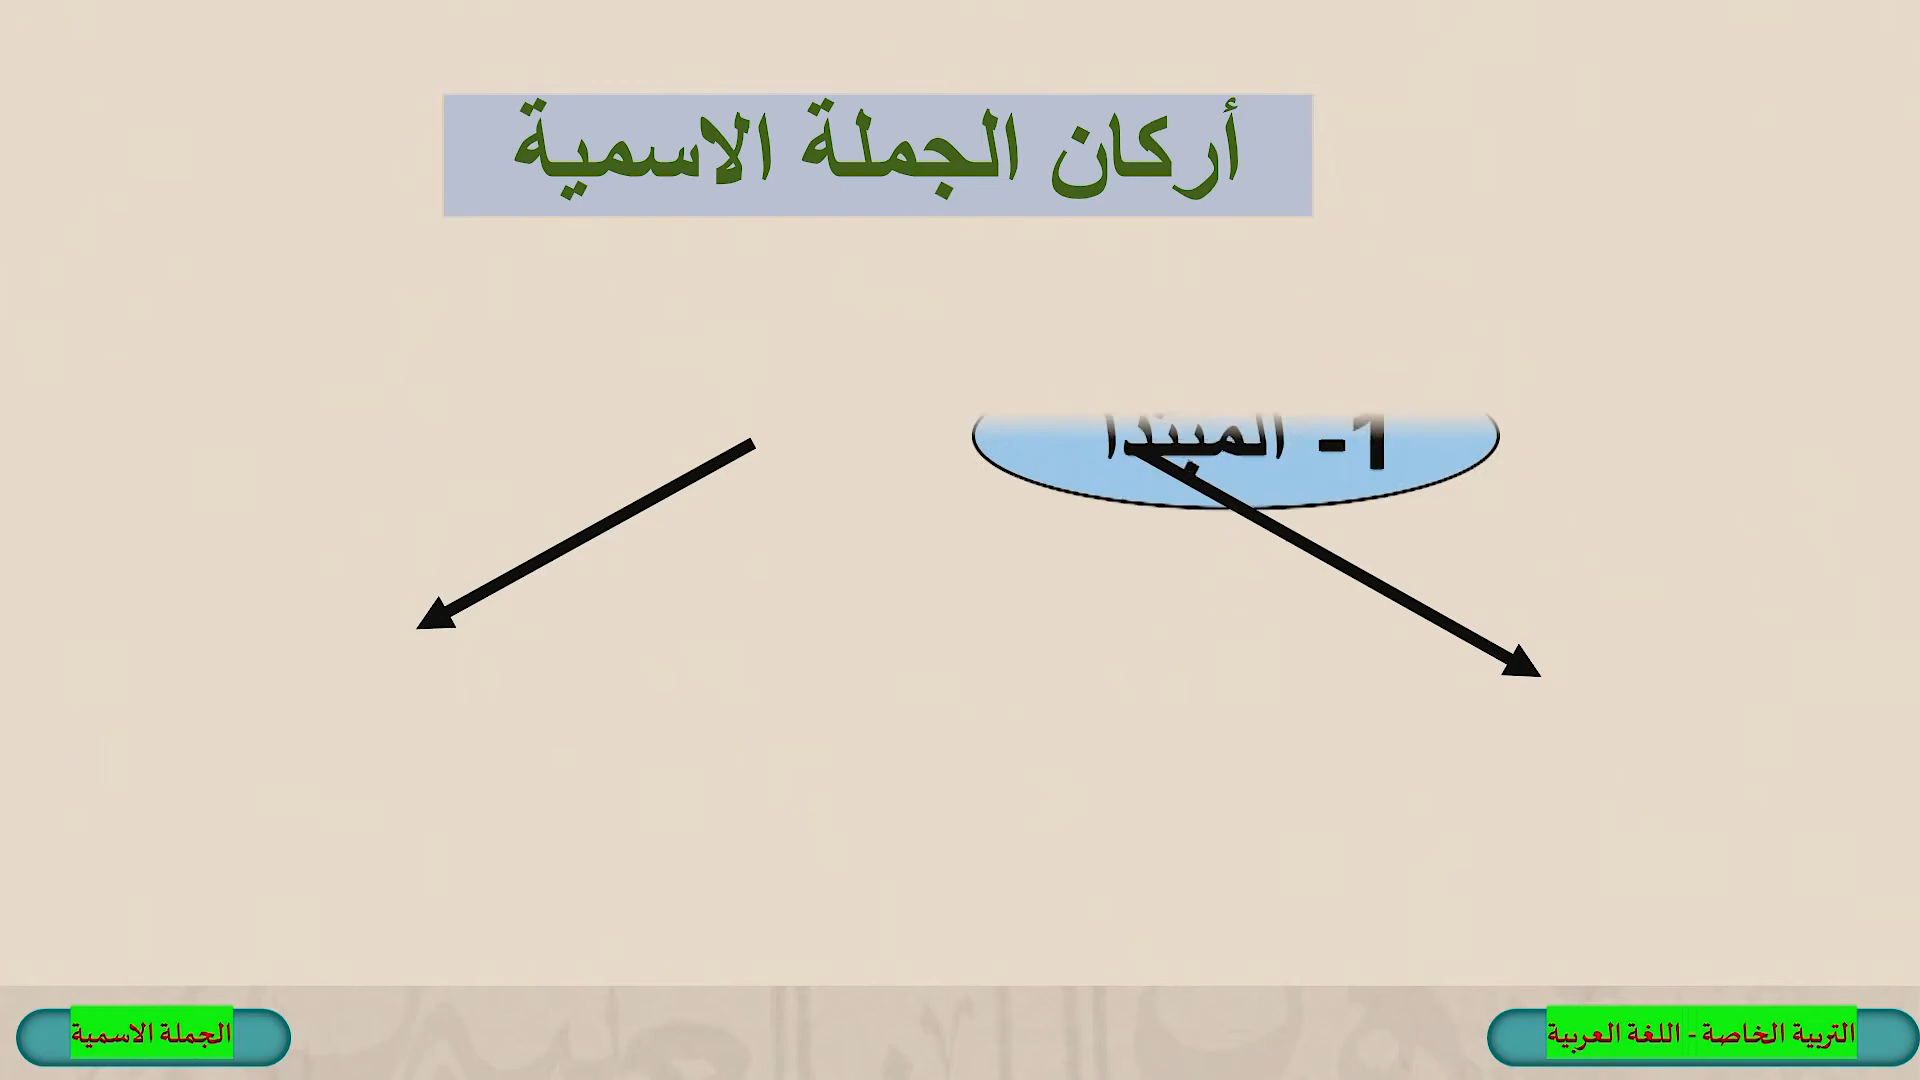 أركان الجملة الاسمية
1- المبتدأ
التربية الخاصة - اللغة العربية
الجملة الاسمية